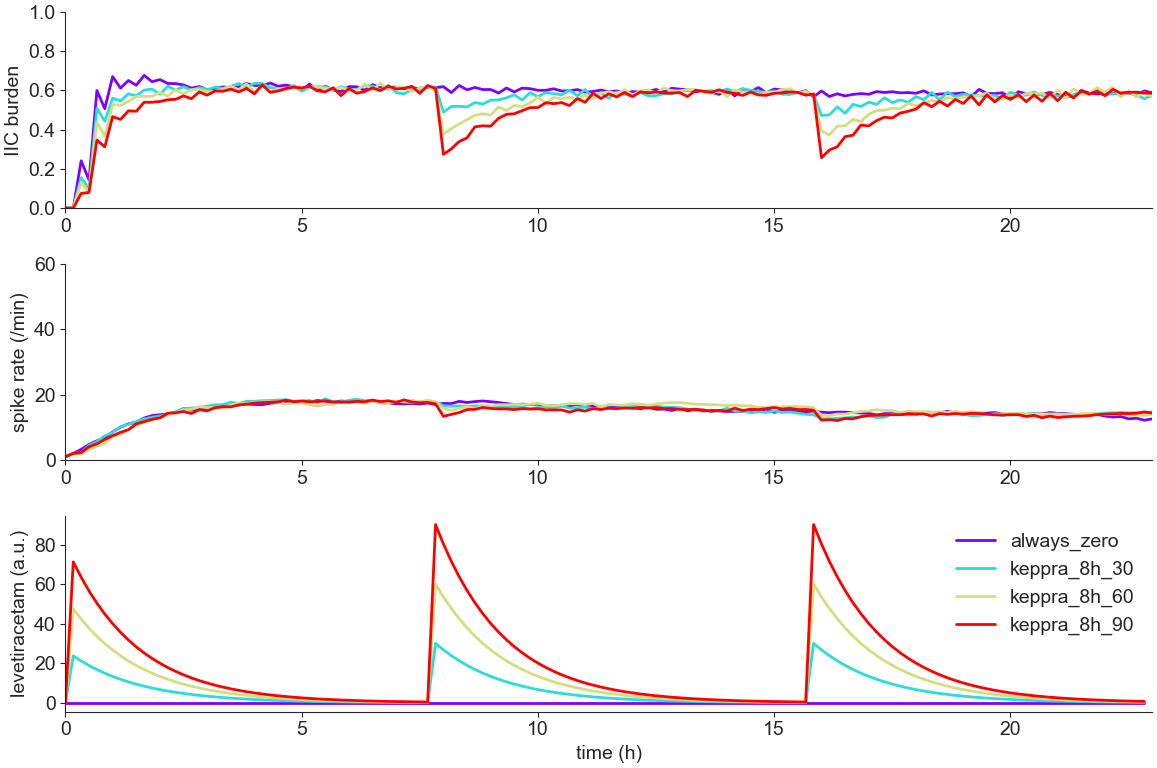 IIC burden
1.0
0.8
0.6
0.4
0.2
0.0
0 5 10 15 20
spike rate (/min)
60
40
20
0
0 5 10 15 20
levetiracetam (a.u.)
80
60
40
20
0
always_zero
keppra_8h_30
keppra_8h_60
keppra_8h_90
0 5 10 15 20
time (h)